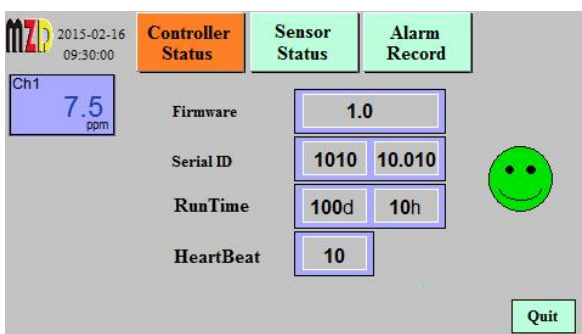 MZD 2015-02-16
09:30:00
Controller
Status
Sensor
Status
Alarm
Record
Ch1
7.5
ppm
Firmware 1.0
Serial ID 1010 10.010
RunTime 100d 10h
HeartBeat 10
Quit